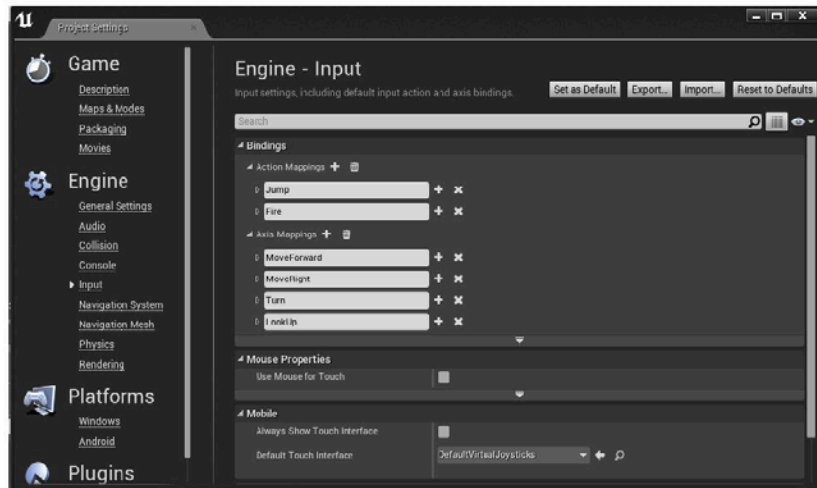 Project Settings
Game
Description
Maps & Modes
Packaging
Movies
Engine
General Settings
Audio
Collision
Console
Input
Navigation System
Navigation Mesh
Physics
Rendering
Platforms
Windows
Android
Plugins
Engine - Input
Input settings, including default input action and axis bindings.
Set as Default Export... Import... Reset to Defaults
Search
Bindings
Action Mappings
Jump
Fire
Axis Mappings
MoveForward
MoveRight
Turn
LookUp
Mouse Properties
Use Mouse for Touch
Mobile
Always Show Touch Interface
Default Touch Interface DefaultVirtualJoysticks